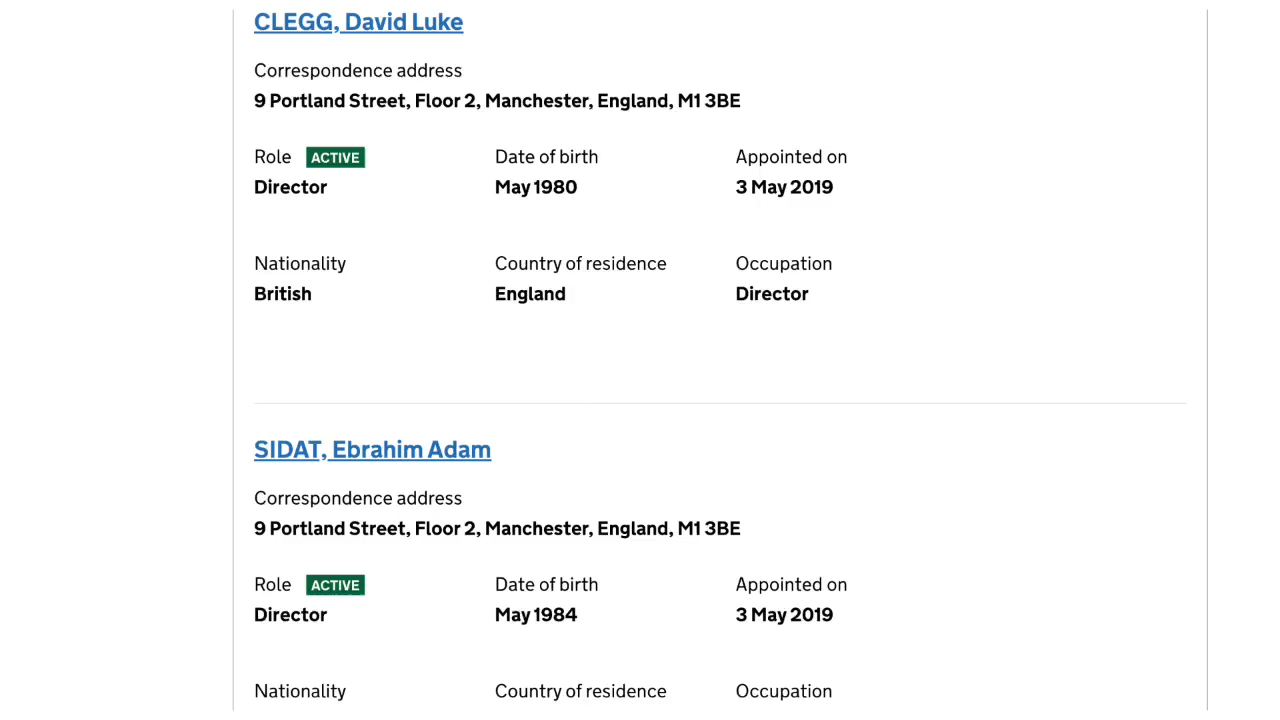 CLEGG, David Luke
Correspondence address
9 Portland Street, Floor 2, Manchester, England, M1 3BE
Role ACTIVE Date of birth Appointed on
Director May 1980 3 May 2019
Nationality Country of residence Occupation
British England Director
SIDAT, Ebrahim Adam
Correspondence address
9 Portland Street, Floor 2, Manchester, England, M1 3BE
Role ACTIVE Date of birth Appointed on
Director May 1984 3 May 2019
Nationality Country of residence Occupation